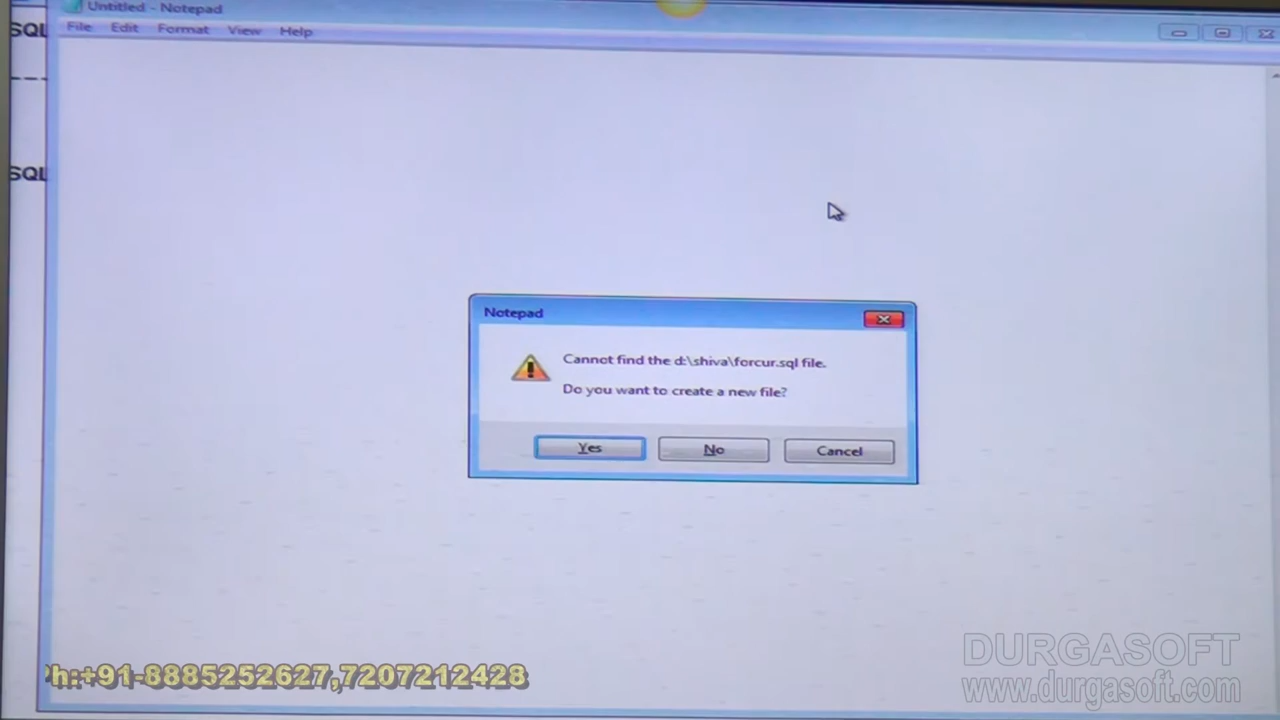 Untitled - Notepad
SQL
File Edit Format View Help
SQL
Notepad
Cannot find the d:\shiva\forcur.sql file.
Do you want to create a new file?
Yes No Cancel
h:+91-8885252627,7207212428
DURGASOFT
www.durgasoft.com